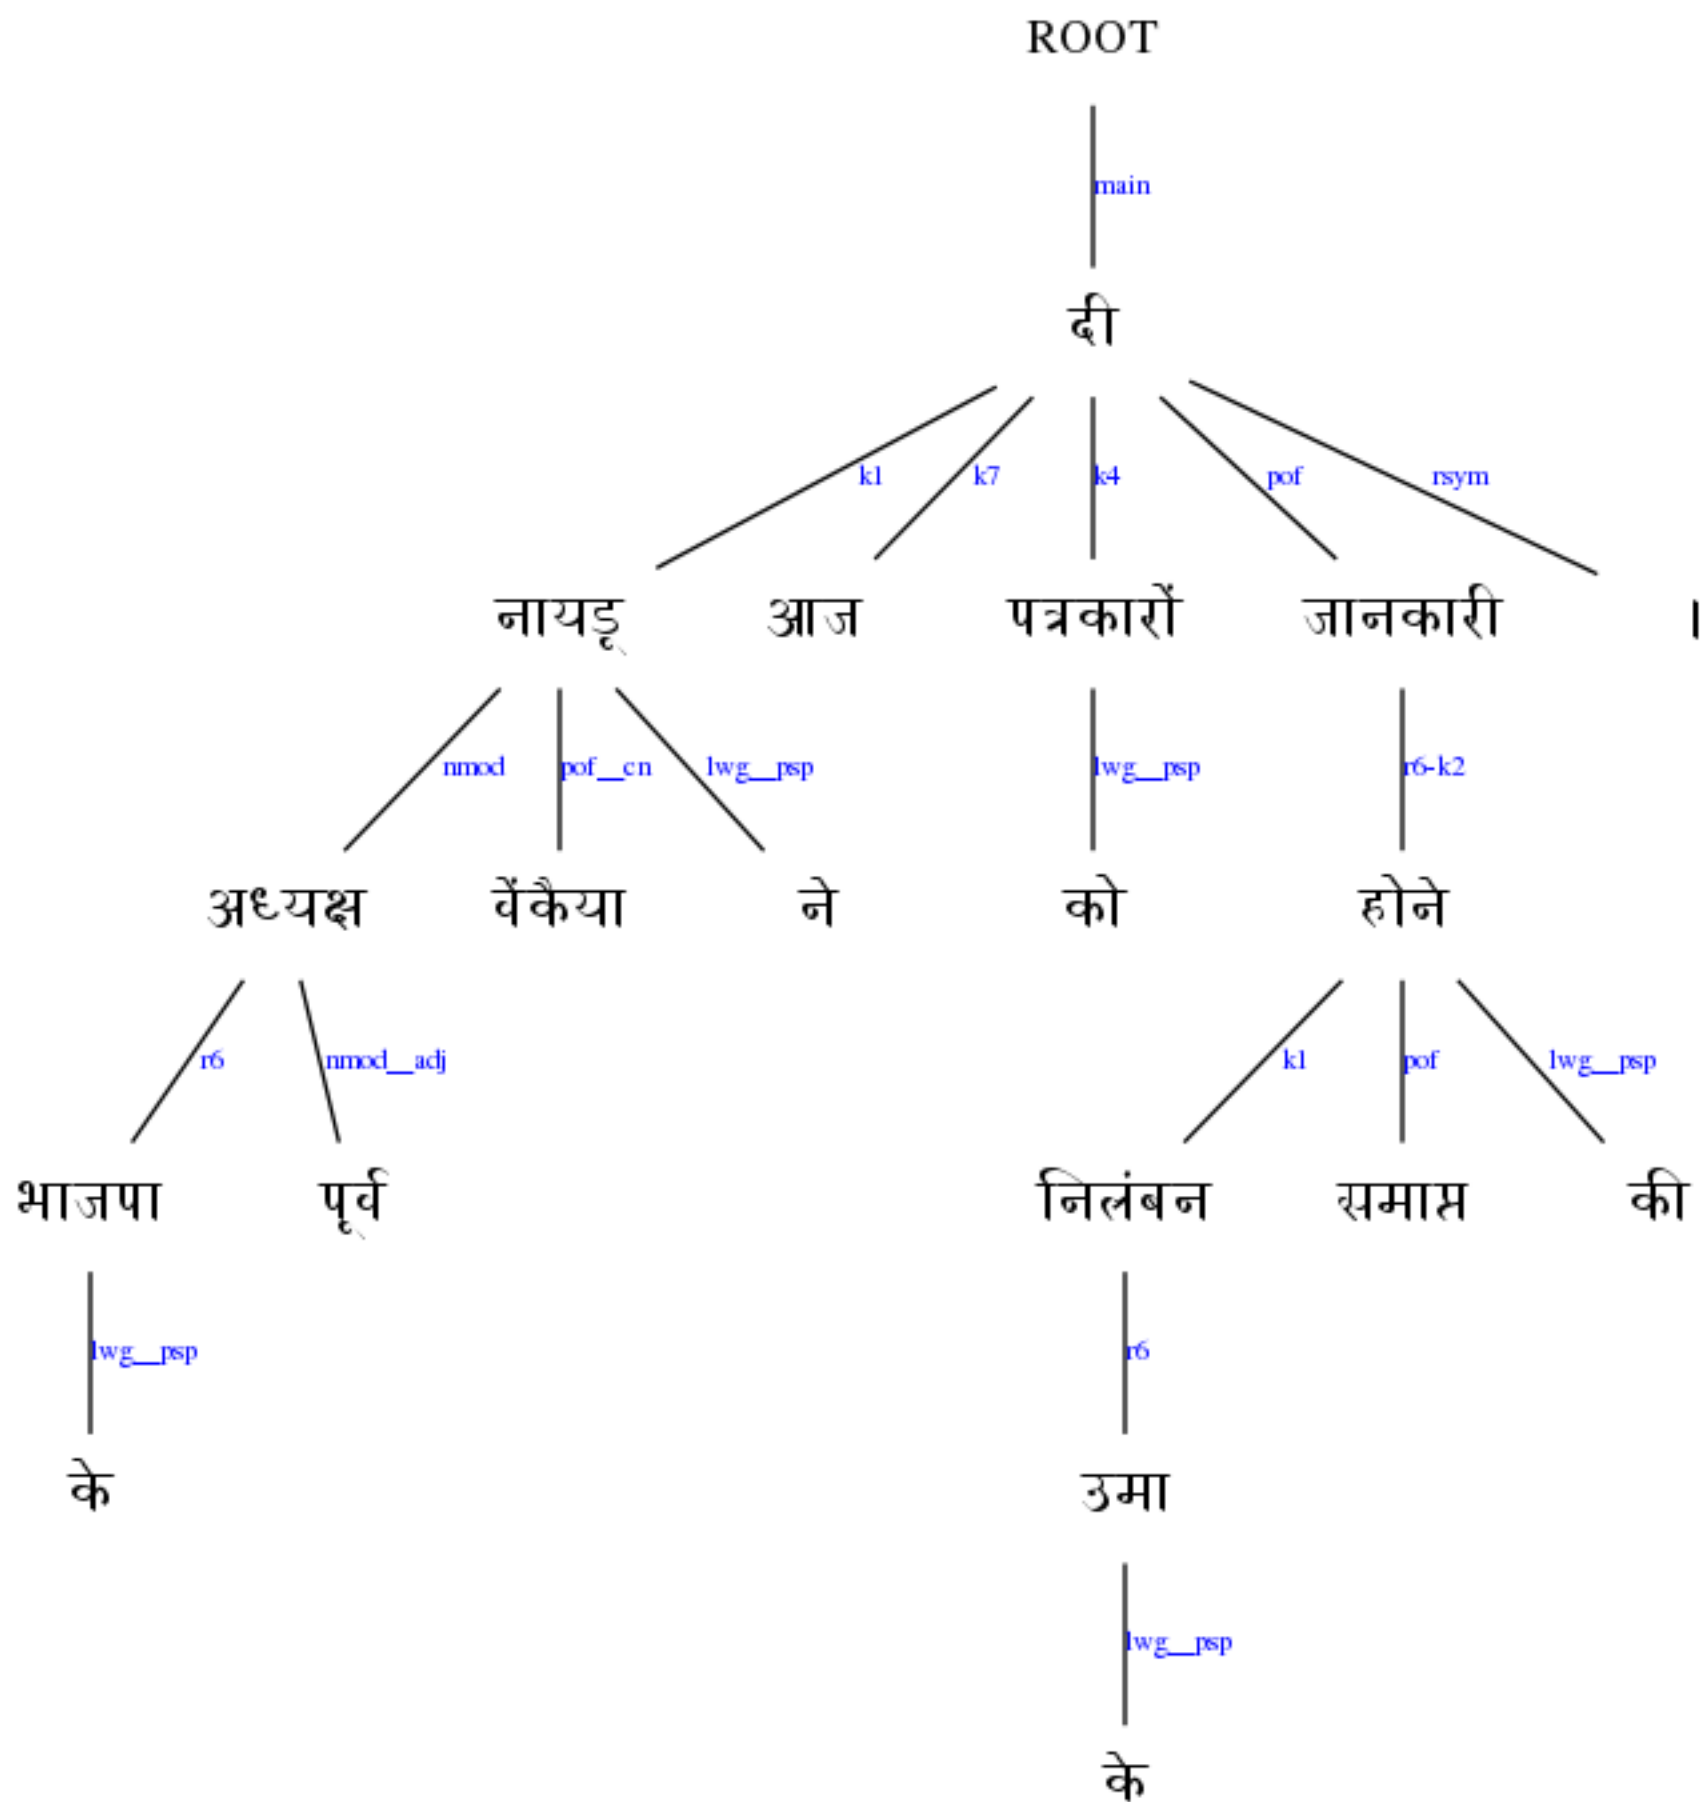 ROOT
main
दी
k1 k7 k4 pof rsym
नायडू आज पत्रकारों जानकारी ।
nmod pof__cn lwg__psp lwg__psp r6-k2
अध्यक्ष वेंकैया ने को होने
r6 nmod__adj k1 pof lwg__psp
भाजपा पूर्व निलंबन समाप्त की
lwg__psp r6
के उमा
lwg__psp
के